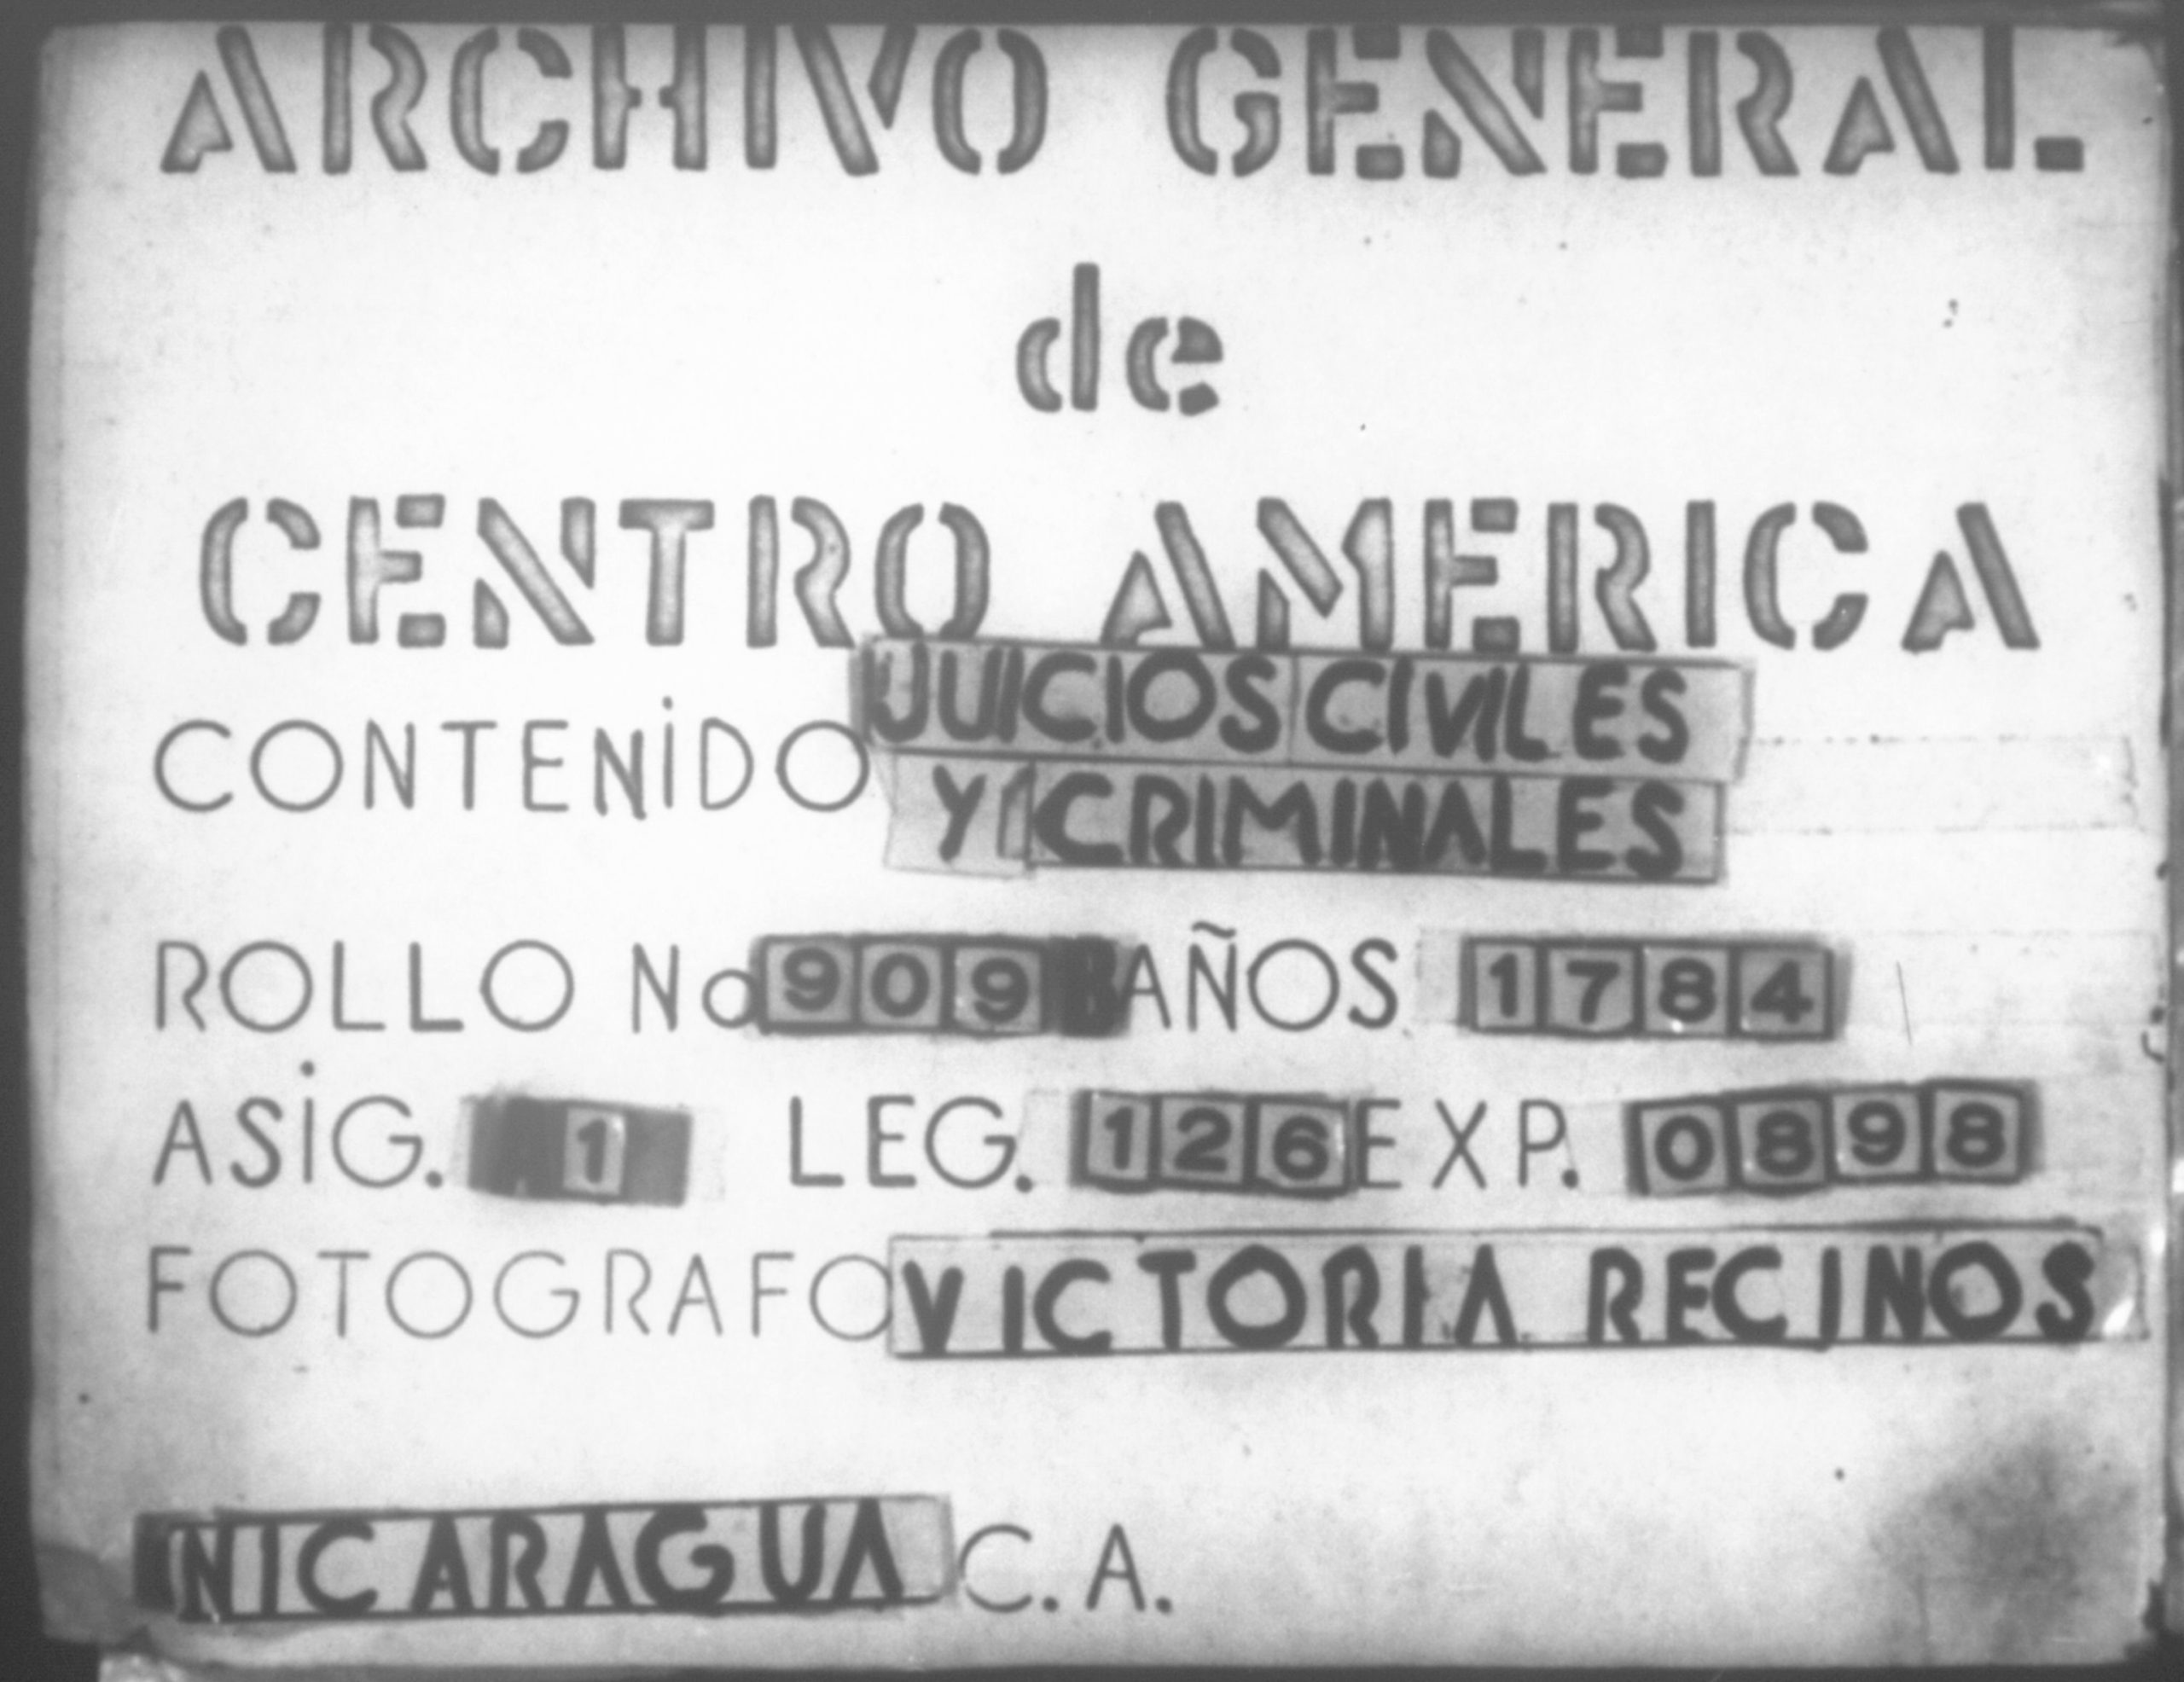 ARCHIVO GENERAL
de
CENTRO AMERICA
CONTENIDO JUICIOS CIVILES
Y CRIMINALES
ROLLO No 909 AÑOS 1784
ASIG. 1 LEG. 126 EXP. 0898
FOTOGRAFO VICTORIA RECINOS
NICARAGUA C. A.